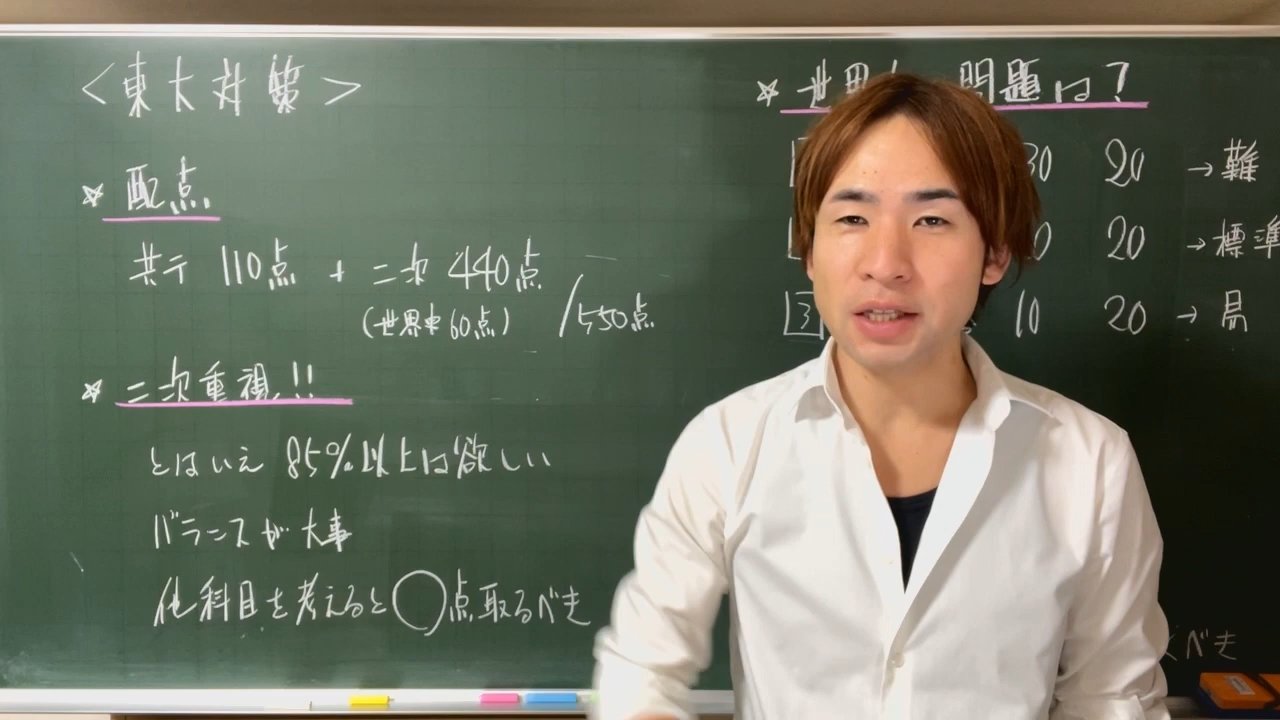 <東大対策>
☆配点
共テ 110点 + 二次 440点
(世界史60点) /550点
☆二次重視!!
とはいえ 85%以上は欲しい
バランスが大事
他科目を考えると〇点取るべき
☆世界 問題は?
30 20 →難
0 20 →標準
3 10 20 →易
べき